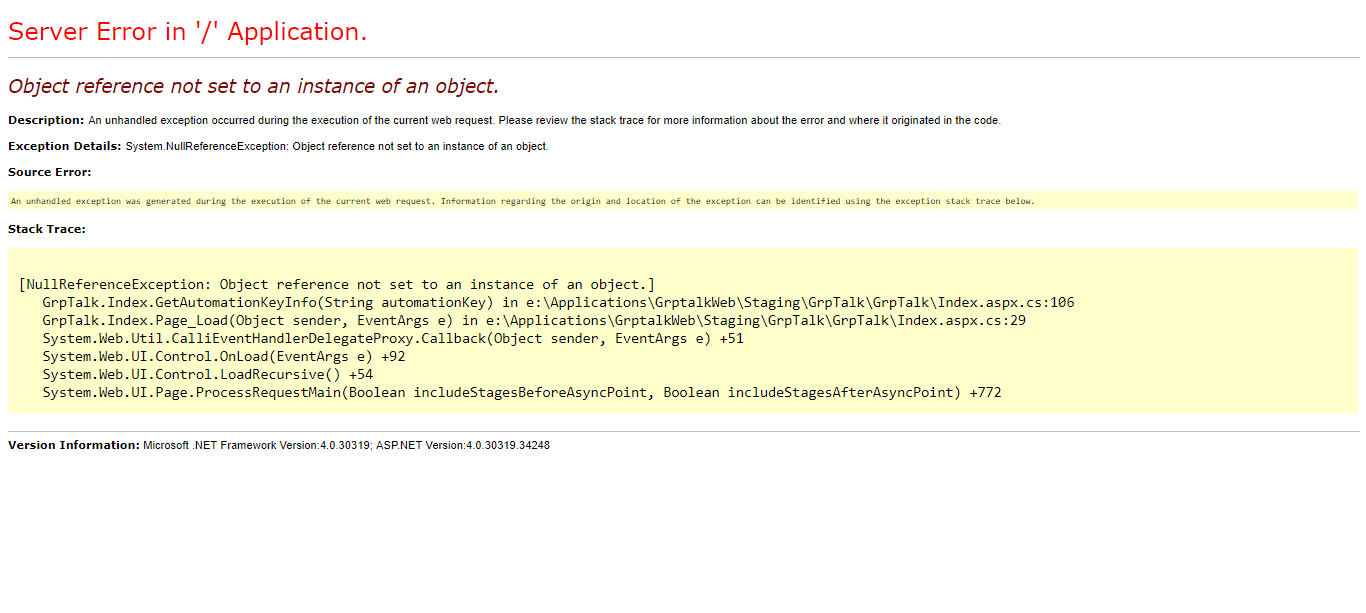 Server Error in '/' Application.
Object reference not set to an instance of an object.
Description: An unhandled exception occurred during the execution of the current web request. Please review the stack trace for more information about the error and where it originated in the code.
Exception Details: System.NullReferenceException: Object reference not set to an instance of an object.
Source Error:
An unhandled exception was generated during the execution of the current web request. Information regarding the origin and location of the exception can be identified using the exception stack trace below.
Stack Trace:
[NullReferenceException: Object reference not set to an instance of an object.]
GrpTalk.Index.GetAutomationKeyInfo(String automationKey) in e:\Applications\GrptalkWeb\Staging\GrpTalk\GrpTalk\Index.aspx.cs:106
GrpTalk.Index.Page_Load(Object sender, EventArgs e) in e:\Applications\GrptalkWeb\Staging\GrpTalk\GrpTalk\Index.aspx.cs:29
System.Web.Util.CalliEventHandlerDelegateProxy.Callback(Object sender, EventArgs e) +51
System.Web.UI.Control.OnLoad(EventArgs e) +92
System.Web.UI.Control.LoadRecursive() +54
System.Web.UI.Page.ProcessRequestMain(Boolean includeStagesBeforeAsyncPoint, Boolean includeStagesAfterAsyncPoint) +772
Version Information: Microsoft .NET Framework Version:4.0.30319; ASP.NET Version:4.0.30319.34248